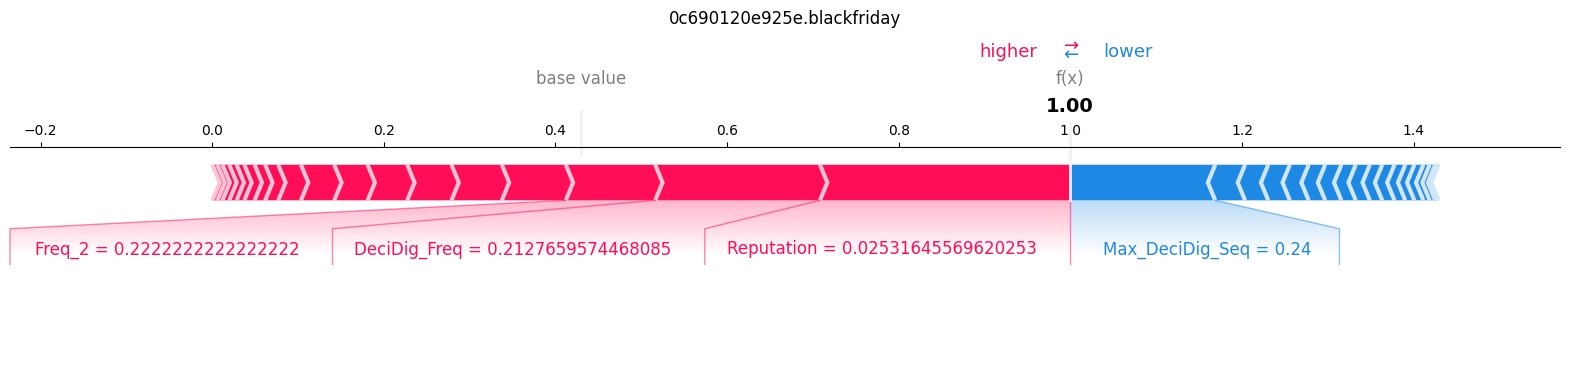 0c690120e925e.blackfriday
higher → ← lower
base value f(x)
1.00
−0.2 0.0 0.2 0.4 0.6 0.8 1.0 1.2 1.4
Freq_2 = 0.2222222222222222 DeciDig_Freq = 0.2127659574468085 Reputation = 0.02531645569620253 Max_DeciDig_Seq = 0.24